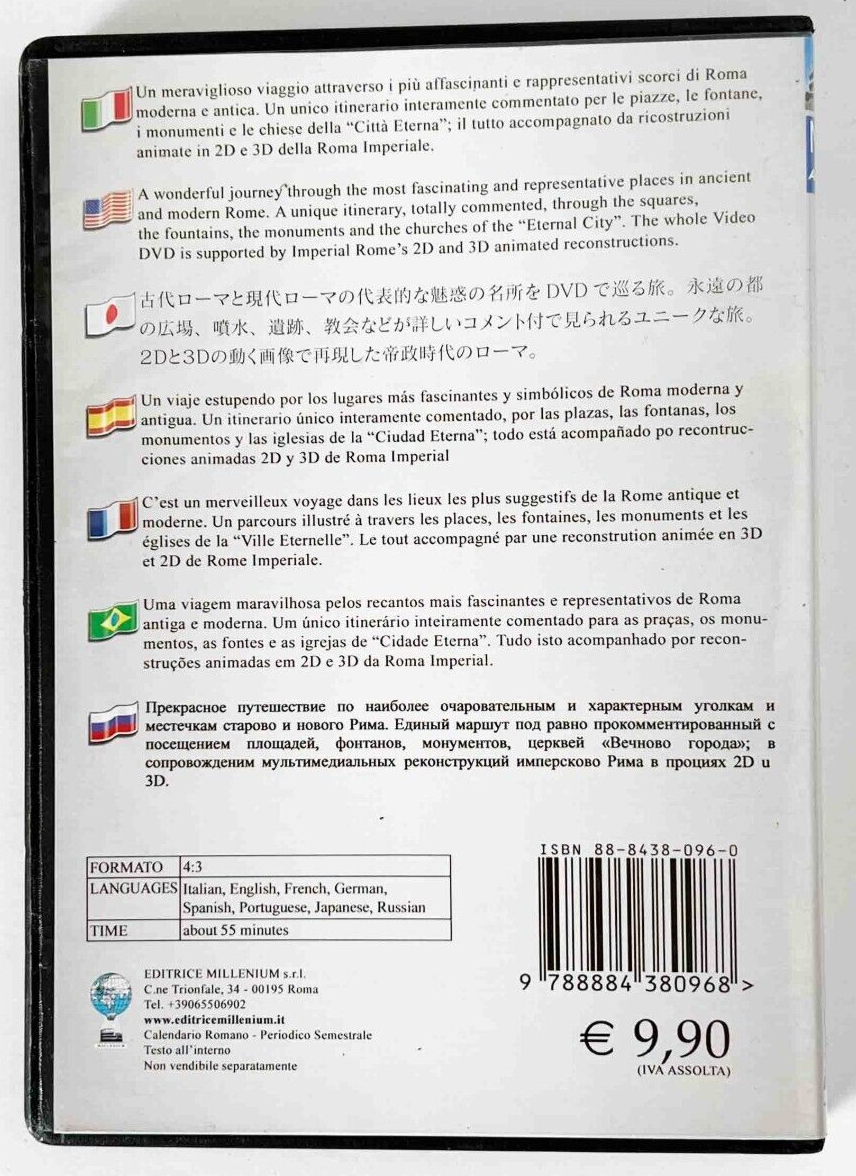 Un meraviglioso viaggio attraverso i più affascinanti e rappresentativi scorci di Roma
moderna e antica. Un unico itinerario interamente commentato per le piazze, le fontane,
i monumenti e le chiese della “Città Eterna”; il tutto accompagnato da ricostruzioni
animate in 2D e 3D della Roma Imperiale.
A wonderful journey through the most fascinating and representative places in ancient
and modern Rome. A unique itinerary, totally commented, through the squares,
the fountains, the monuments and the churches of the “Eternal City”. The whole Video
DVD is supported by Imperial Rome’s 2D and 3D animated reconstructions.
古代ローマと現代ローマの代表的な魅惑の名所を DVD で巡る旅。永遠の都
の広場、噴水、遺跡、教会などが詳しいコメント付で見られるユニークな旅。
2Dと3Dの動く画像で再現した帝政時代のローマ。
Un viaje estupendo por los lugares más fascinantes y simbólicos de Roma moderna y
antigua. Un itinerario único interamente comentado, por las plazas, las fontanas, los
monumentos y las iglesias de la “Ciudad Eterna”; todo está acompañado po recontruc-
ciones animadas 2D y 3D de Roma Imperial
C’est un merveilleux voyage dans les lieux les plus suggestifs de la Rome antique et
moderne. Un parcours illustré à travers les places, les fontaines, les monuments et les
églises de la “Ville Eternelle”. Le tout accompagné par une reconstrution animée en 3D
et 2D de Rome Imperiale.
Uma viagem maravilhosa pelos recantos mais fascinantes e representativos de Roma
antiga e moderna. Um único itinerário inteiramente comentado para as praças, os monu-
mentos, as fontes e as igrejas de “Cidade Eterna”. Tudo isto acompanhado por recon-
struções animadas em 2D e 3D da Roma Imperial.
Прекрасное путешествие по наиболее очаровательным и характерным уголкам и
местечкам старово и нового Рима. Единый маршут под равно прокомментированный с
посещением площадей, фонтанов, монументов, церквей «Вечново города»; в
сопровожденим мультимедиальных реконструкций имперсково Рима в проциях 2D u
3D.
FORMATO 4:3
LANGUAGES Italian, English, French, German,
Spanish, Portuguese, Japanese, Russian
TIME about 55 minutes
ISBN 88-8438-096-0
9 788884 380968 >
EDITRICE MILLENIUM s.r.l.
C.ne Trionfale, 34 - 00195 Roma
Tel. +39065506902
www.editricemillenium.it
Calendario Romano - Periodico Semestrale
Testo all’interno
Non vendibile separatamente
€ 9,90
(IVA ASSOLTA)